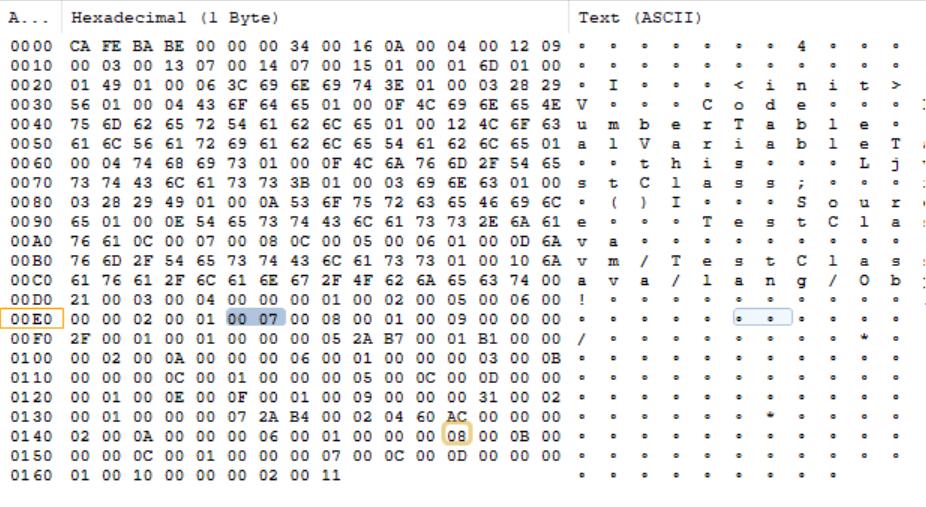 A... Hexadecimal (1 Byte) Text (ASCII)
0000 CA FE BA BE 00 00 00 34 00 16 0A 00 04 00 12 09 ∘ ∘ ∘ ∘ ∘ ∘ ∘ 4 ∘ ∘ ∘
0010 00 03 00 13 07 00 14 07 00 15 01 00 01 6D 01 00 ∘ ∘ ∘ ∘ ∘ ∘ ∘ ∘ ∘ ∘ ∘
0020 01 49 01 00 06 3C 69 6E 69 74 3E 01 00 03 28 29 ∘ I ∘ ∘ ∘ < i n i t >
0030 56 01 00 04 43 6F 64 65 01 00 0F 4C 69 6E 65 4E V ∘ ∘ ∘ C o d e ∘ ∘ ∘
0040 75 6D 62 65 72 54 61 62 6C 65 01 00 12 4C 6F 63 u m b e r T a b l e ∘
0050 61 6C 56 61 72 69 61 62 6C 65 54 61 62 6C 65 01 a l V a r i a b l e T
0060 00 04 74 68 69 73 01 00 0F 4C 6A 76 6D 2F 54 65 ∘ ∘ t h i s ∘ ∘ ∘ L j
0070 73 74 43 6C 61 73 73 3B 01 00 03 69 6E 63 01 00 s t C l a s s ; ∘ ∘ ∘
0080 03 28 29 49 01 00 0A 53 6F 75 72 63 65 46 69 6C ∘ ( ) I ∘ ∘ ∘ S o u r
0090 65 01 00 0E 54 65 73 74 43 6C 61 73 73 2E 6A 61 e ∘ ∘ ∘ T e s t C l a
00A0 76 61 0C 00 07 00 08 0C 00 05 00 06 01 00 0D 6A v a ∘ ∘ ∘ ∘ ∘ ∘ ∘ ∘ ∘
00B0 76 6D 2F 54 65 73 74 43 6C 61 73 73 01 00 10 6A v m / T e s t C l a s
00C0 61 76 61 2F 6C 61 6E 67 2F 4F 62 6A 65 63 74 00 a v a / l a n g / O b
00D0 21 00 03 00 04 00 00 00 01 00 02 00 05 00 06 00 ! ∘ ∘ ∘ ∘ ∘ ∘ ∘ ∘ ∘ ∘
00E0 00 00 02 00 01 00 07 00 08 00 01 00 09 00 00 00 ∘ ∘ ∘ ∘ ∘ ∘ ∘ ∘ ∘ ∘ ∘
00F0 2F 00 01 00 01 00 00 00 05 2A B7 00 01 B1 00 00 / ∘ ∘ ∘ ∘ ∘ ∘ ∘ ∘ * ∘
0100 00 02 00 0A 00 00 00 06 00 01 00 00 00 03 00 0B ∘ ∘ ∘ ∘ ∘ ∘ ∘ ∘ ∘ ∘ ∘
0110 00 00 00 0C 00 01 00 00 00 05 00 0C 00 0D 00 00 ∘ ∘ ∘ ∘ ∘ ∘ ∘ ∘ ∘ ∘ ∘
0120 00 01 00 0E 00 0F 00 01 00 09 00 00 00 31 00 02 ∘ ∘ ∘ ∘ ∘ ∘ ∘ ∘ ∘ ∘ ∘
0130 00 01 00 00 00 07 2A B4 00 02 04 60 AC 00 00 00 ∘ ∘ ∘ ∘ ∘ ∘ * ∘ ∘ ∘ ∘
0140 02 00 0A 00 00 00 06 00 01 00 00 00 08 00 0B 00 ∘ ∘ ∘ ∘ ∘ ∘ ∘ ∘ ∘ ∘ ∘
0150 00 00 0C 00 01 00 00 00 07 00 0C 00 0D 00 00 00 ∘ ∘ ∘ ∘ ∘ ∘ ∘ ∘ ∘ ∘ ∘
0160 01 00 10 00 00 00 02 00 11 ∘ ∘ ∘ ∘ ∘ ∘ ∘ ∘ ∘